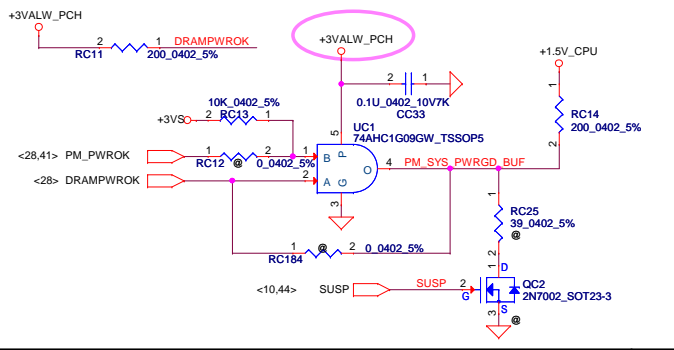 +3VALW_PCH
2 1 DRAMPWROK
RC11 200_0402_5%
+3VALW_PCH
2 1
0.1U_0402_10V7K
CC33
+1.5V_CPU
1
RC14
200_0402_5%
2
10K_0402_5%
+3VS 2 1
RC13
UC1
74AHC1G09GW_TSSOP5
5
<28,41> PM_PWROK 1 2 1
RC12 @ 0_0402_5%
B P
O 4 PM_SYS_PWRGD_BUF
<28> DRAMPWROK 2
A G
3
1
RC25
39_0402_5%
@
2
1 @ 2 0_0402_5%
RC184
1
D
<10,44> SUSP SUSP 2
G
QC2
2N7002_SOT23-3
S
3
@